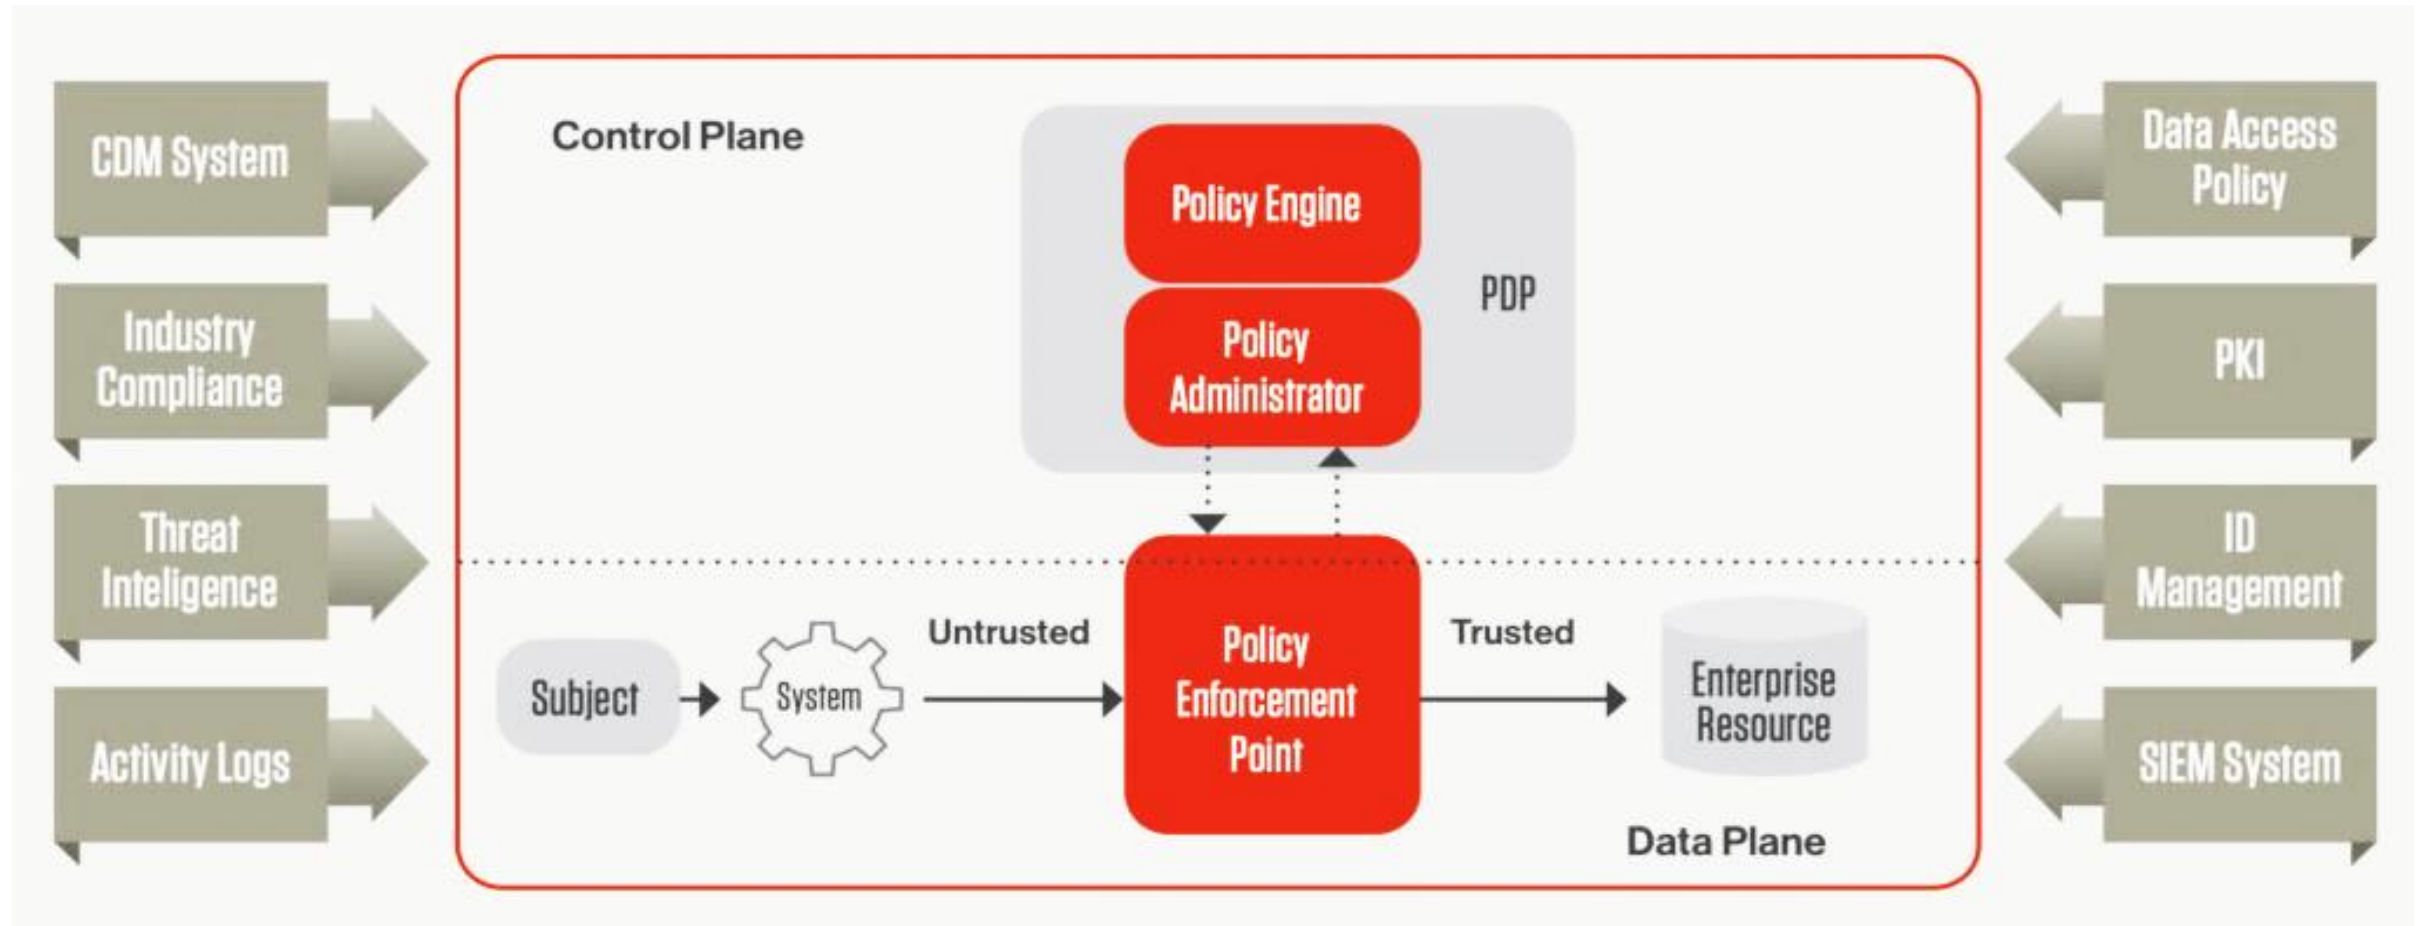 CDM System
Industry
Compliance
Threat
Inteligence
Activity Logs
Control Plane
Policy Engine
Policy
Administrator
PDP
Subject
System
Untrusted
Policy
Enforcement
Point
Trusted
Enterprise
Resource
Data Plane
Data Access
Policy
PKI
ID
Management
SIEM System